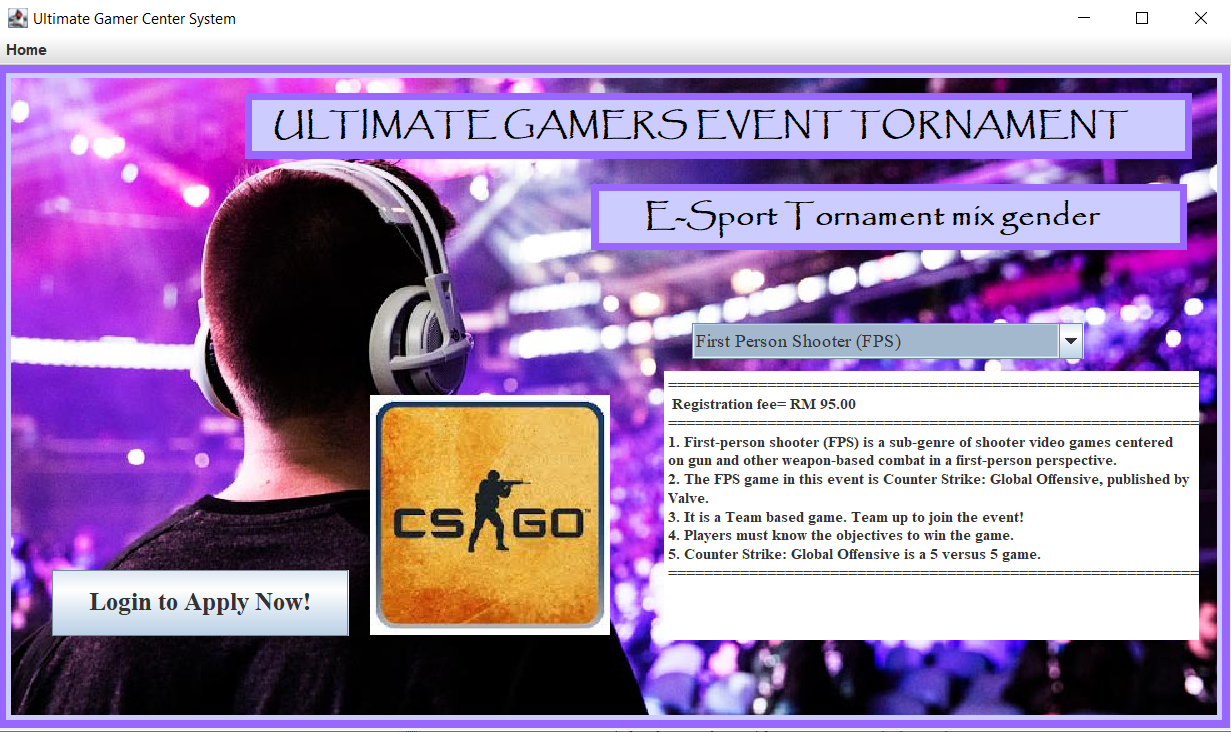 Ultimate Gamer Center System
Home
ULTIMATE GAMERS EVENT TORNAMENT
E-Sport Tornament mix gender
First Person Shooter (FPS)
==========================================================
Registration fee= RM 95.00
==========================================================
1. First-person shooter (FPS) is a sub-genre of shooter video games centered
on gun and other weapon-based combat in a first-person perspective.
2. The FPS game in this event is Counter Strike: Global Offensive, published by
Valve.
3. It is a Team based game. Team up to join the event!
4. Players must know the objectives to win the game.
5. Counter Strike: Global Offensive is a 5 versus 5 game.
==========================================================
CS GO™
Login to Apply Now!